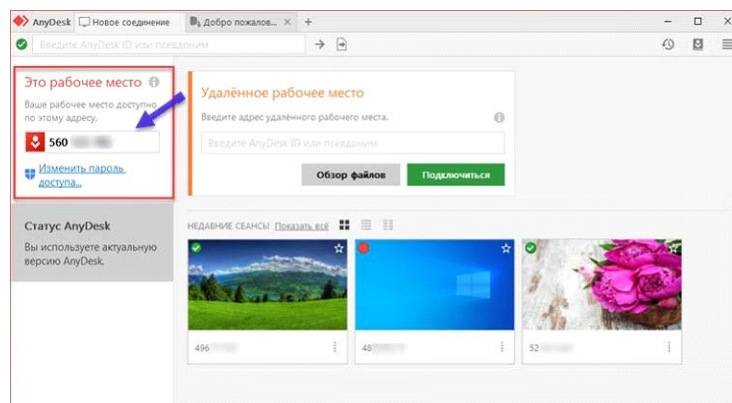 AnyDesk
Новое соединение
Добро пожалов...
Введите AnyDesk ID или псевдоним
Это рабочее место
Ваше рабочее место доступно
по этому адресу.
560
Изменить пароль
доступа...
Статус AnyDesk
Вы используете актуальную
версию AnyDesk.
Удалённое рабочее место
Введите адрес удалённого рабочего места.
Введите AnyDesk ID или псевдоним
Обзор файлов
Подключиться
НЕДАВНИЕ СЕАНСЫ Показать всё
496
48
52